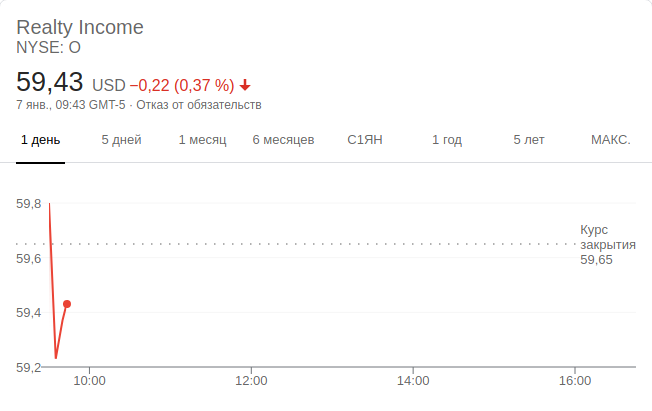 Realty Income
NYSE: O
59,43 USD −0,22 (0,37 %)
7 янв., 09:43 GMT-5 · Отказ от обязательств
1 день 5 дней 1 месяц 6 месяцев С1ЯН 1 год 5 лет МАКС.
59,8
Курс
закрытия
59,65
59,6
59,4
59,2
10:00 12:00 14:00 16:00